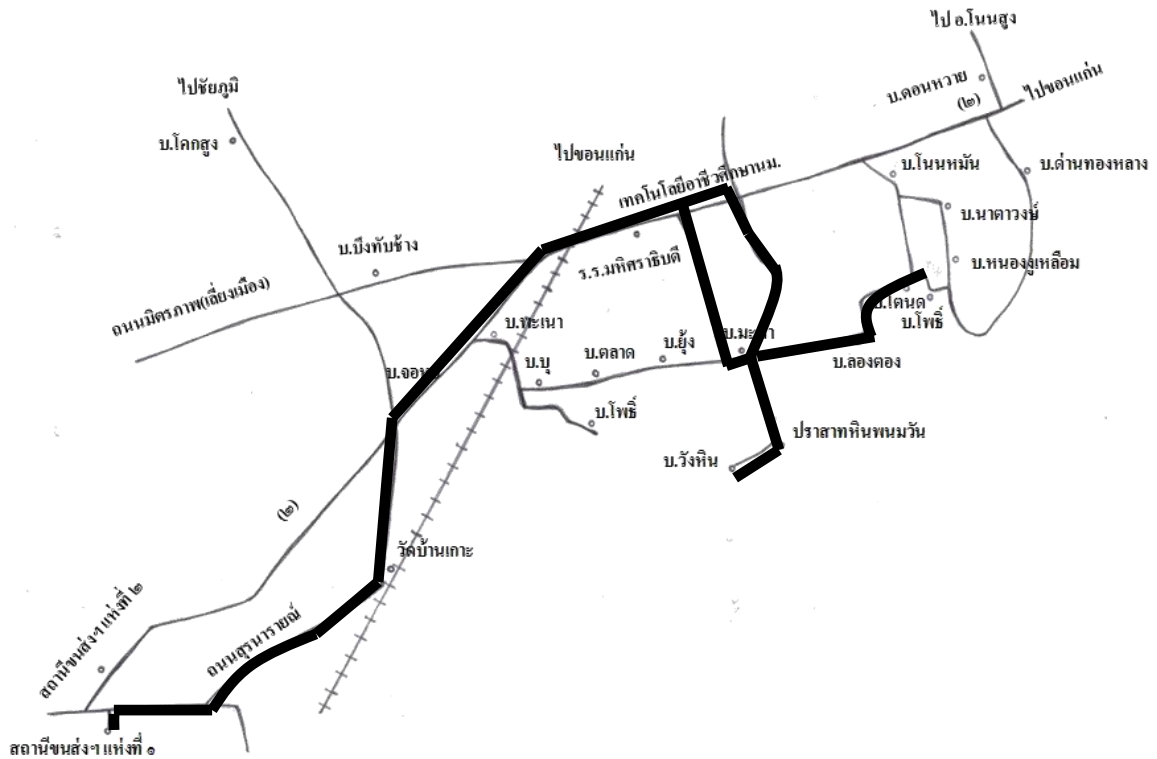 ไป อ.โนนสูง
ไปขอนแก่น
บ.ดอนหวาย
(๒)
ไปชัยภูมิ
บ.โคกสูง
ไปขอนแก่น
เทคโนโลยีอาชีวศึกษานม.
บ.โนนหมัน
บ.ด่านทองหลาง
บ.นาตาวงษ์
บ.บึงทับช้าง
ร.ร.มหิศราธิบดี
บ.หนองงูเหลือม
ถนนมิตรภาพ(เลี่ยงเมือง)
บ.โตนด
บ.โพธิ์
บ.พะเนา
บ.ยุ้ง
บ.ตลาด
บ.บุ
บ.ลองตอง
บ.โพธิ์
ปราสาทหินพนมวัน
บ.วังหิน
(๒)
วัดบ้านเกาะ
สถานีขนส่งฯ แห่งที่ ๒
ถนนสุรนารายณ์
สถานีขนส่งฯ แห่งที่ ๑